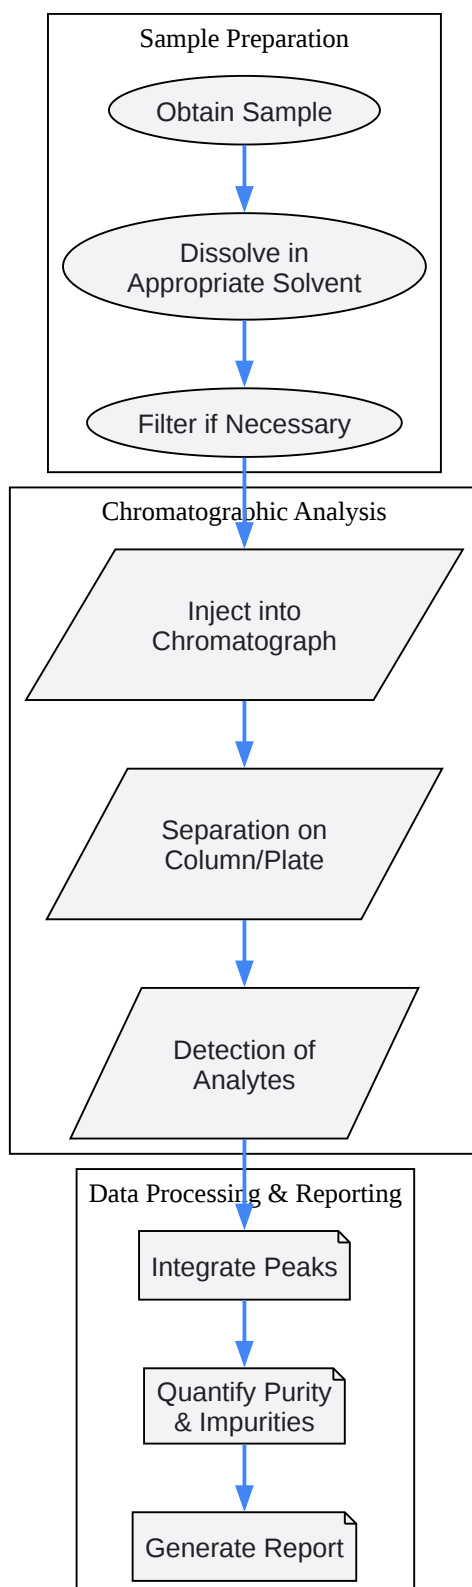 Sample Preparation
Obtain Sample
Dissolve in
Appropriate Solvent
Filter if Necessary
Chromatographic Analysis
Inject into
Chromatograph
Separation on
Column/Plate
Detection of
Analytes
Data Processing & Reporting
Integrate Peaks
Quantify Purity
& Impurities
Generate Report